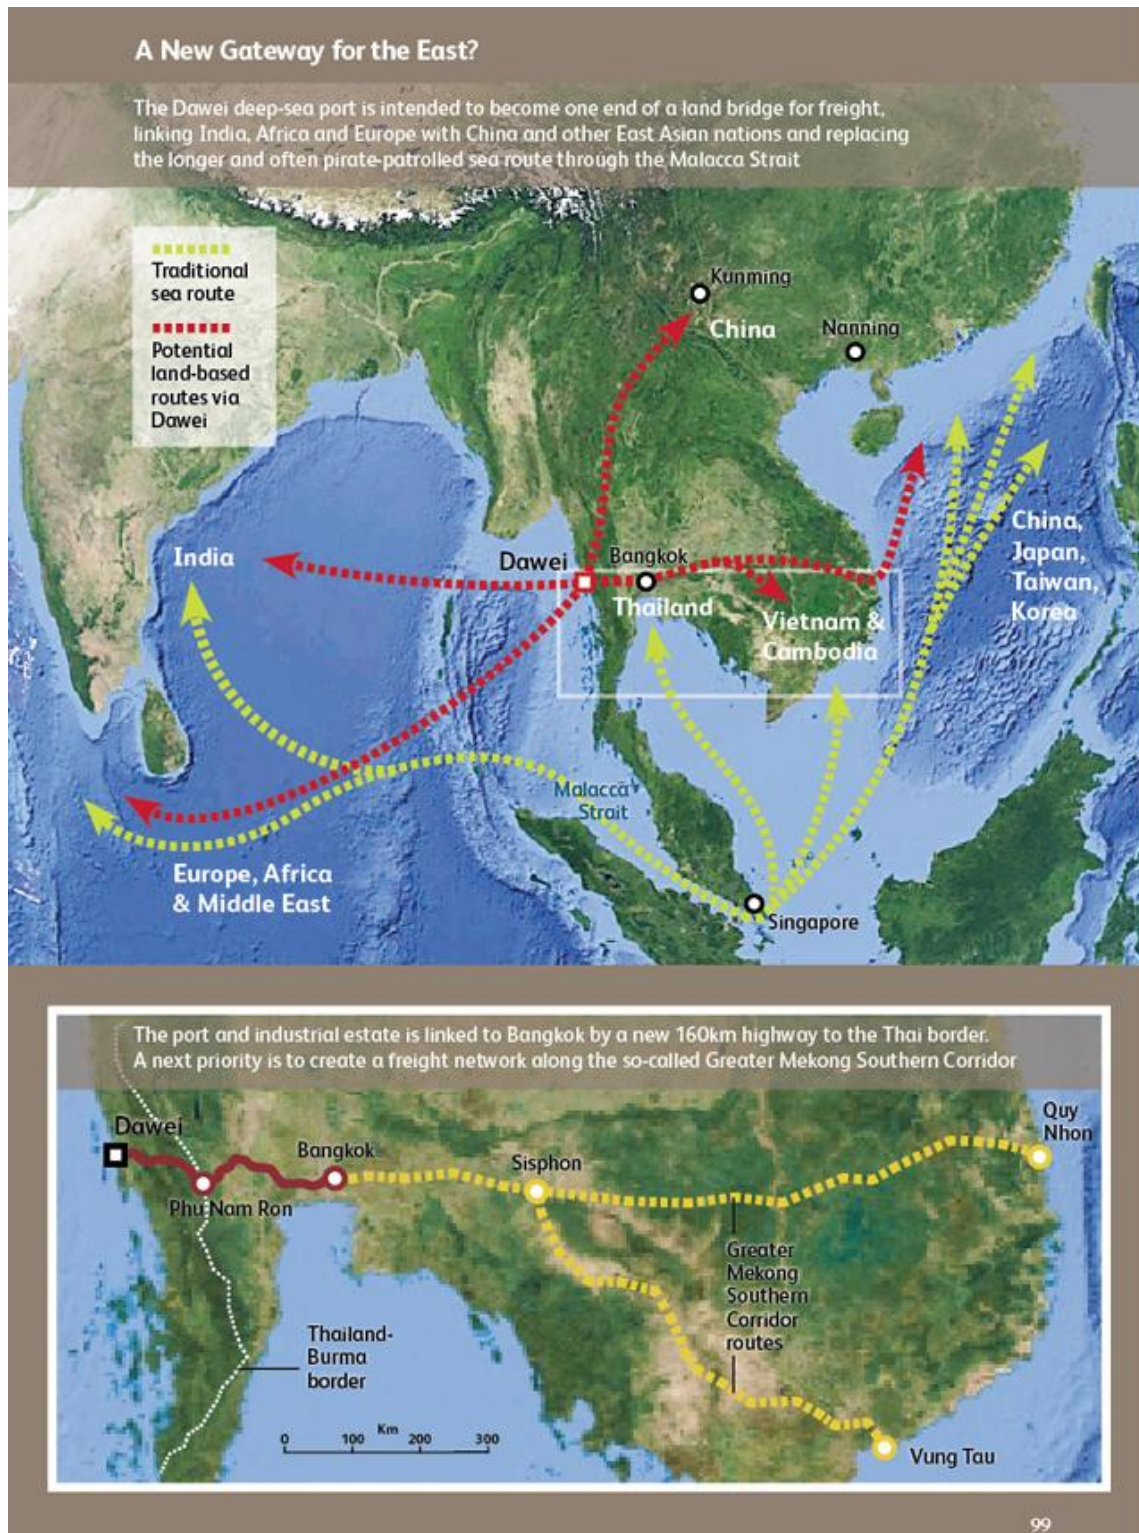 A New Gateway for the East?
The Dawei deep-sea port is intended to become one end of a land bridge for freight,
linking India, Africa and Europe with China and other East Asian nations and replacing
the longer and often pirate-patrolled sea route through the Malacca Strait
Traditional
sea route
Potential
land-based
routes via
Dawei
Kunming
China
Nanning
India
Dawei
Bangkok
Thailand
Vietnam &
Cambodia
China,
Japan,
Taiwan,
Korea
Malacca
Strait
Europe, Africa
& Middle East
Singapore
The port and industrial estate is linked to Bangkok by a new 160km highway to the Thai border.
A next priority is to create a freight network along the so-called Greater Mekong Southern Corridor
Dawei
Phu Nam Ron
Bangkok
Sisphon
Quy
Nhon
Greater
Mekong
Southern
Corridor
routes
Thailand-
Burma
border
Km
0 100 200 300
Vung Tau
99